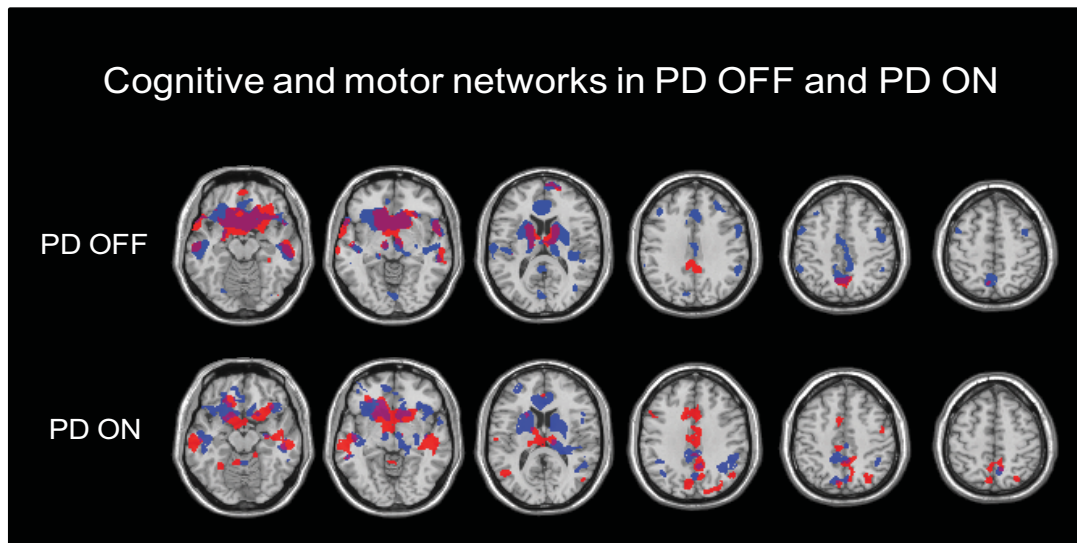 Cognitive and motor networks in PD OFF and PD ON
PD OFF
PD ON